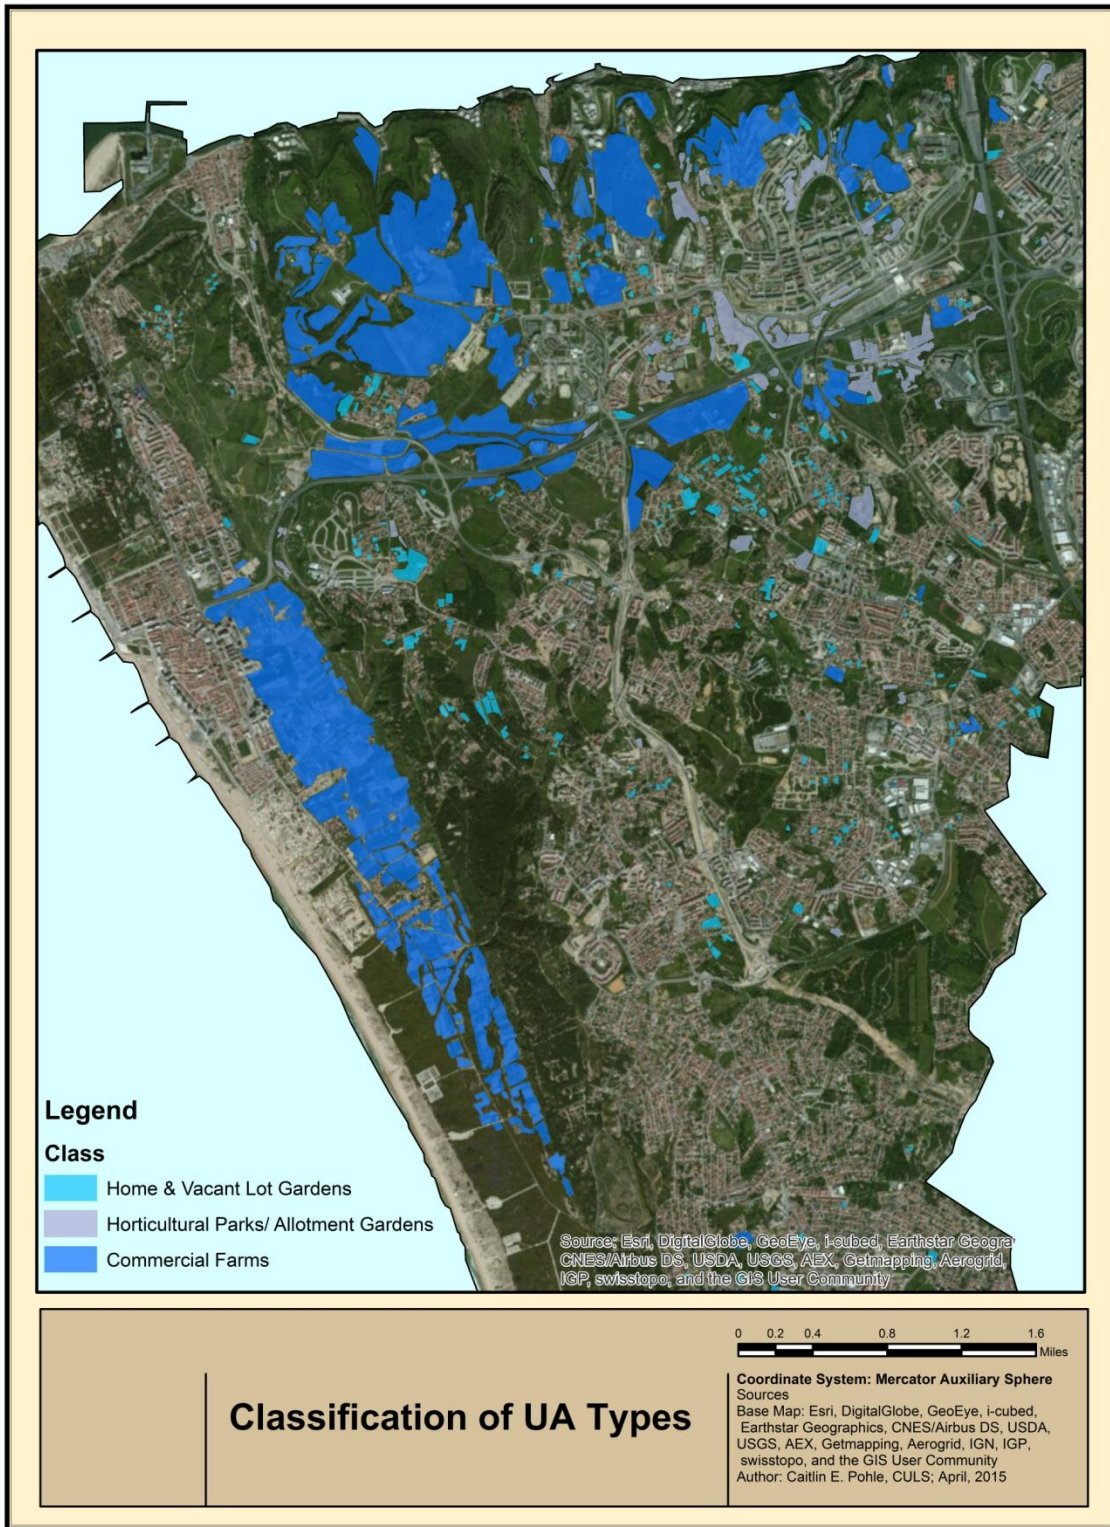 Legend
Class
Home & Vacant Lot Gardens
Horticultural Parks/ Allotment Gardens
Commercial Farms
Source: Esri, DigitalGlobe, GeoEye, i-cubed, Earthstar Geogra
CNES/Airbus DS, USDA, USGS, AEX, Getmapping, Aerogrid,
IGP, swisstopo, and the GIS User Community
Classification of UA Types
0 0.2 0.4 0.8 1.2 1.6
Miles
Coordinate System: Mercator Auxiliary Sphere
Sources
Base Map: Esri, DigitalGlobe, GeoEye, i-cubed,
Earthstar Geographics, CNES/Airbus DS, USDA,
USGS, AEX, Getmapping, Aerogrid, IGN, IGP,
swisstopo, and the GIS User Community
Author: Caitlin E. Pohle, CULS; April, 2015